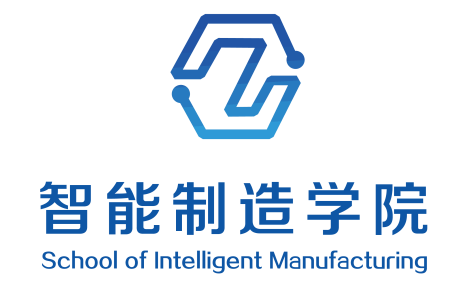 智能制造学院
School of Intelligent Manufacturing